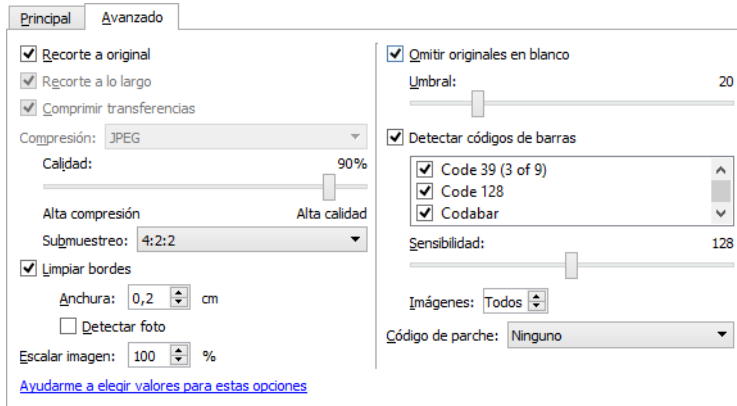 Principal
Avanzado
Recorte a original
Recorte a lo largo
Comprimir transferencias
Compresión: JPEG
Calidad: 90%
Alta compresión Alta calidad
Submuestreo: 4:2:2
Limpiar bordes
Anchura: 0,2 cm
Detectar foto
Escalar imagen: 100 %
Ayudarme a elegir valores para estas opciones
Omitir originales en blanco
Umbral: 20
Detectar códigos de barras
Code 39 (3 of 9)
Code 128
Codabar
Sensibilidad: 128
Imágenes: Todos
Código de parche: Ninguno